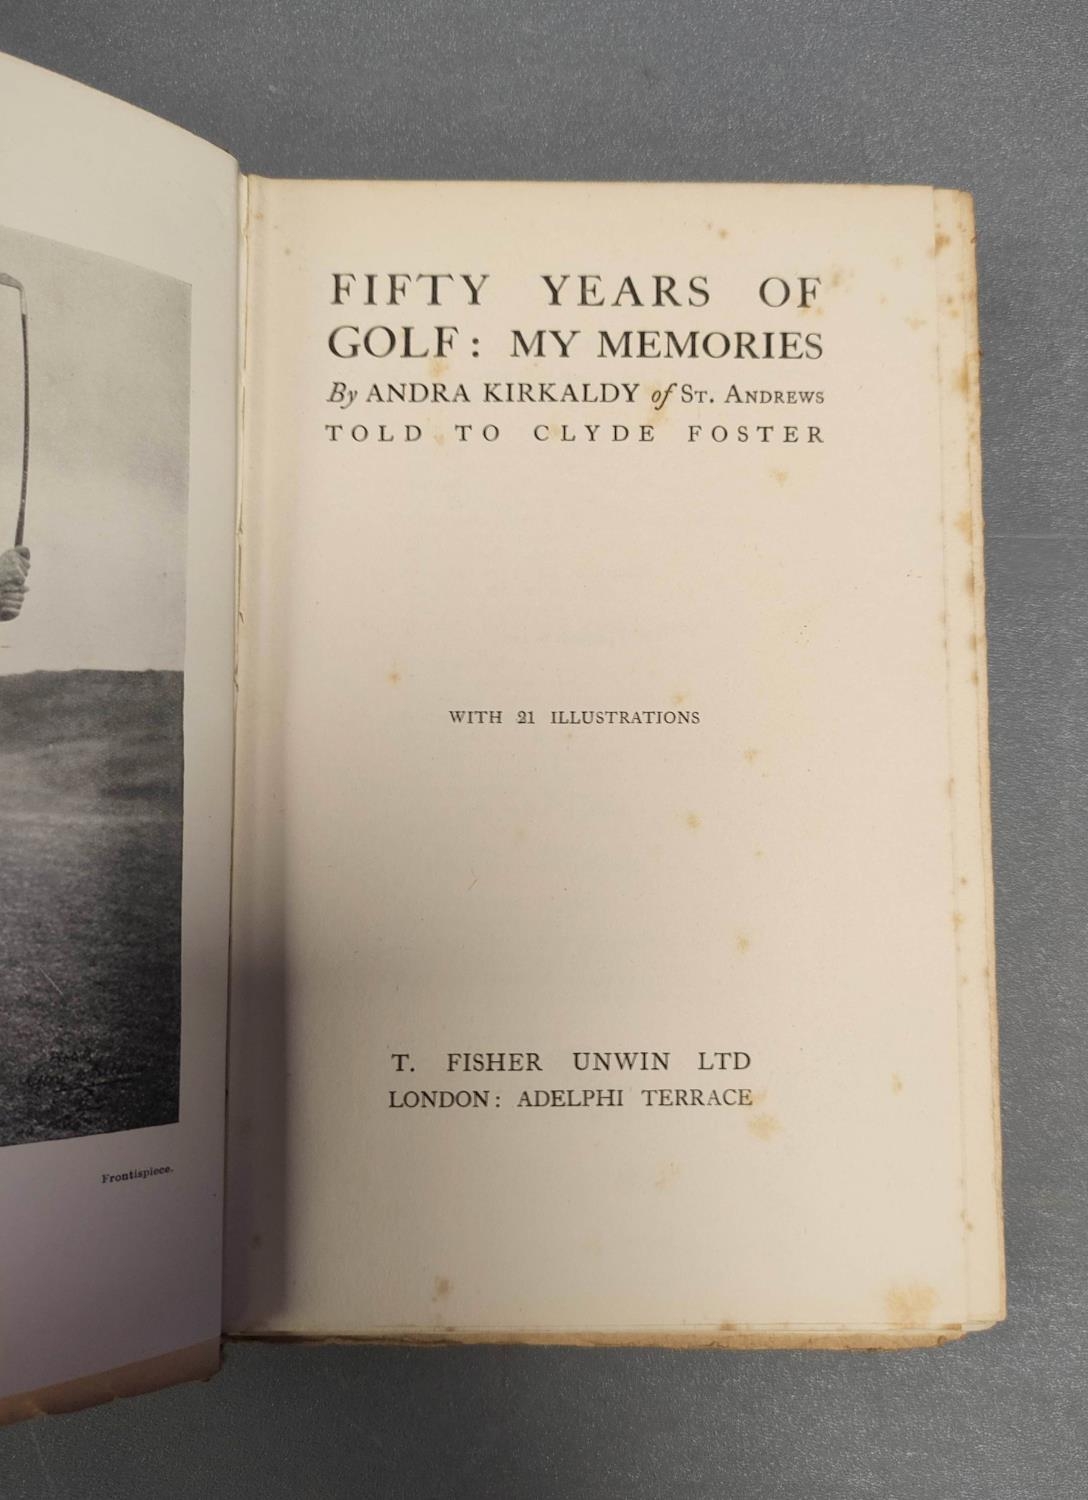 FIFTY YEARS OF
GOLF: MY MEMORIES
By ANDRA KIRKALDY of ST. ANDREWS
TOLD TO CLYDE FOSTER
WITH 21 ILLUSTRATIONS
T. FISHER UNWIN LTD
LONDON: ADELPHI TERRACE
Frontispiece.